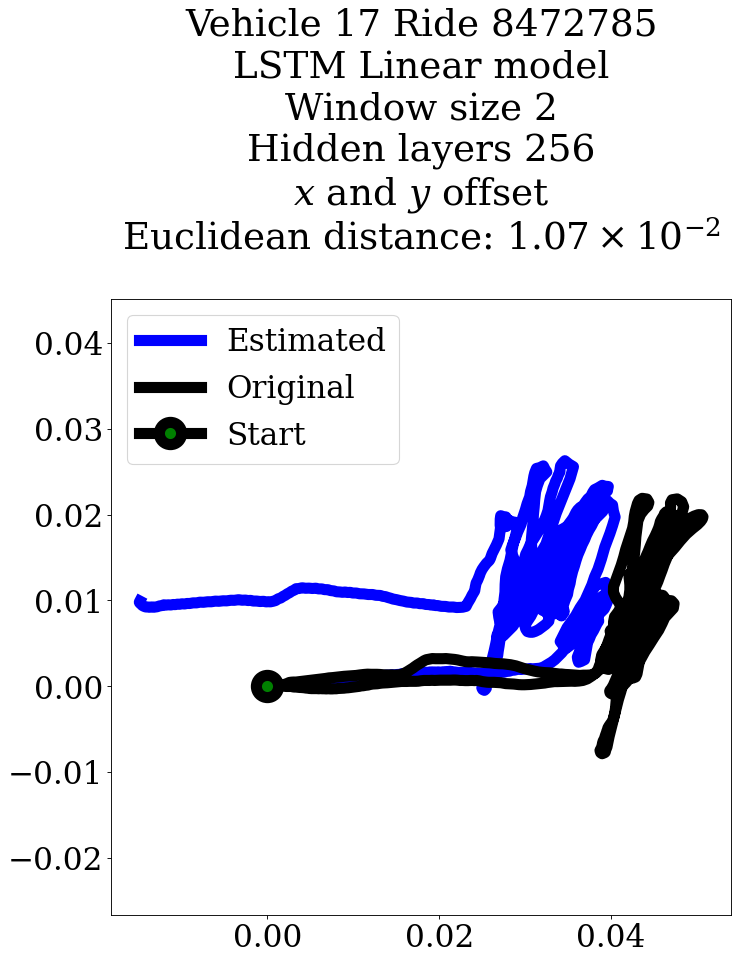 Vehicle 17 Ride 8472785
LSTM Linear model
Window size 2
Hidden layers 256
x and y offset
Euclidean distance: 1.07 × 10⁻²
Estimated
Original
Start
0.04
0.03
0.02
0.01
0.00
−0.01
−0.02
0.00 0.02 0.04